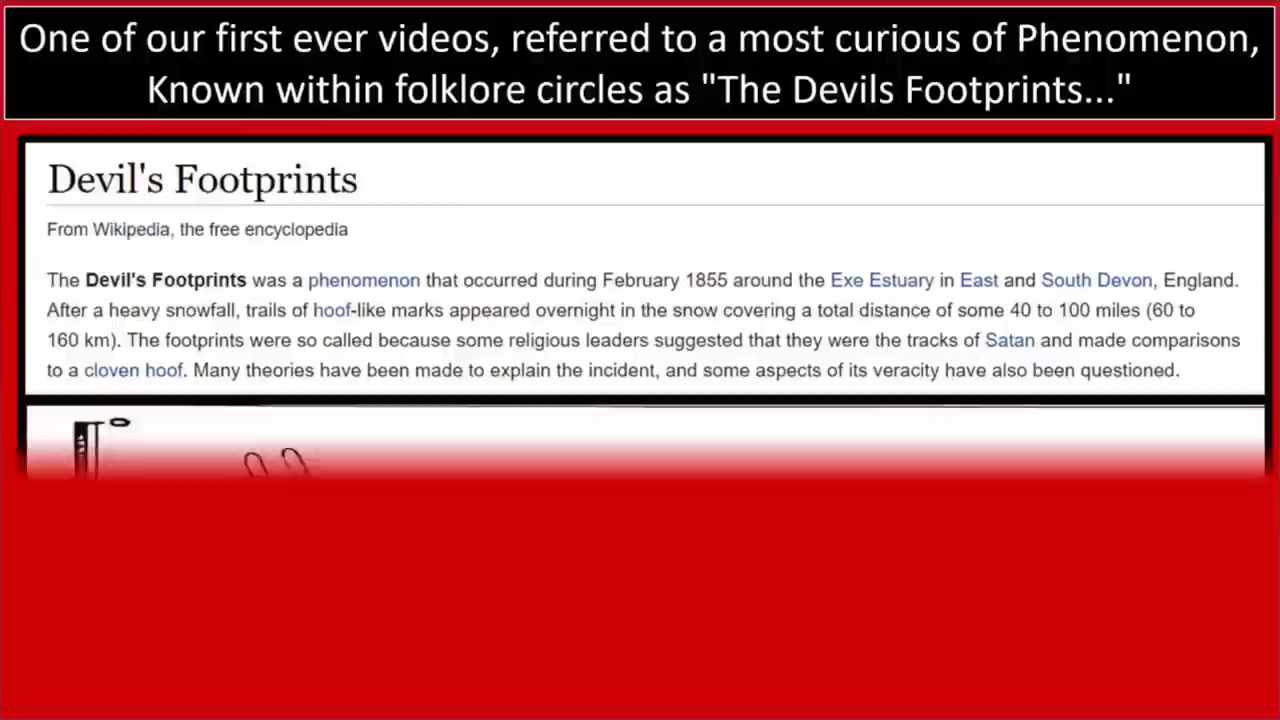 One of our first ever videos, referred to a most curious of Phenomenon,
Known within folklore circles as "The Devils Footprints..."
Devil's Footprints
From Wikipedia, the free encyclopedia
The Devil's Footprints was a phenomenon that occurred during February 1855 around the Exe Estuary in East and South Devon, England.
After a heavy snowfall, trails of hoof-like marks appeared overnight in the snow covering a total distance of some 40 to 100 miles (60 to
160 km). The footprints were so called because some religious leaders suggested that they were the tracks of Satan and made comparisons
to a cloven hoof. Many theories have been made to explain the incident, and some aspects of its veracity have also been questioned.